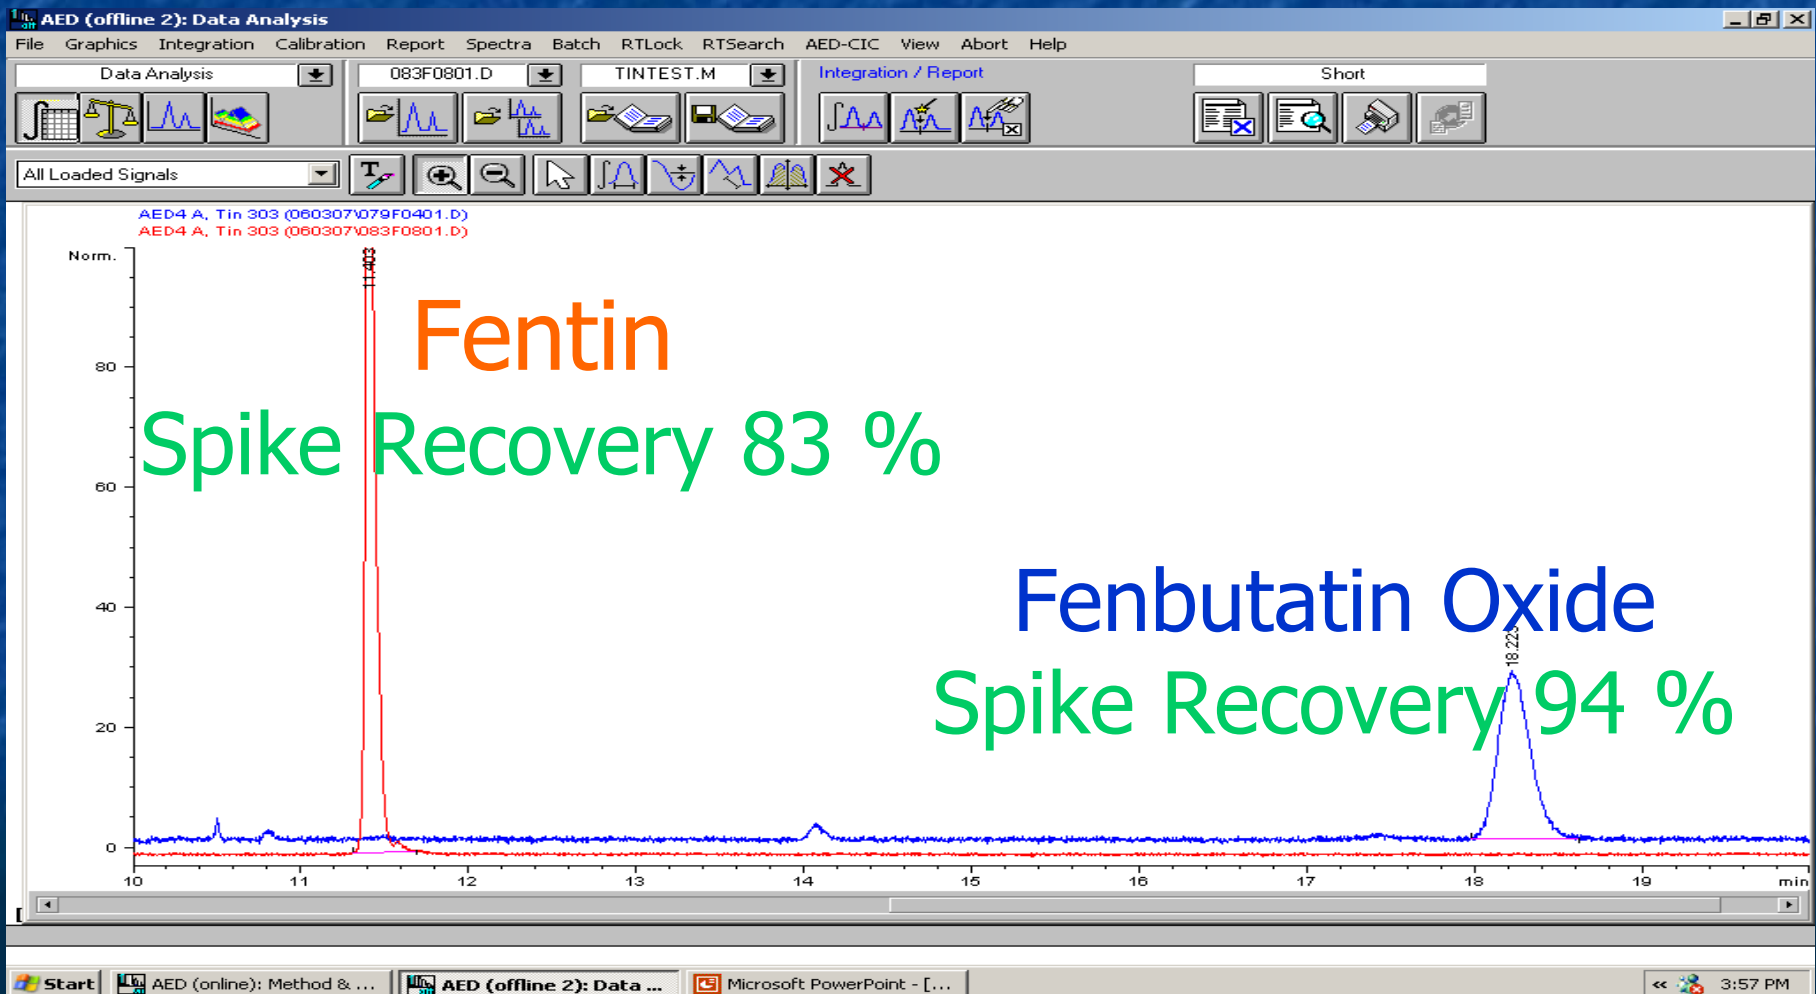 AED (offline 2): Data Analysis
File Graphics Integration Calibration Report Spectra Batch RTLock RTSearch AED-CIC View Abort Help
Data Analysis 083F0801.D TINTEST.M Integration / Report Short
All Loaded Signals
AED4 A, Tin 303 (060307\079F0401.D)
AED4 A, Tin 303 (060307\083F0801.D)
Norm.
11.403
Fentin
80
Spike Recovery 83 %
60
Fenbutatin Oxide
40
18.223
Spike Recovery 94 %
20
0
10 11 12 13 14 15 16 17 18 19 min
Start AED (online): Method & ... AED (offline 2): Data ... Microsoft PowerPoint - [... « 3:57 PM